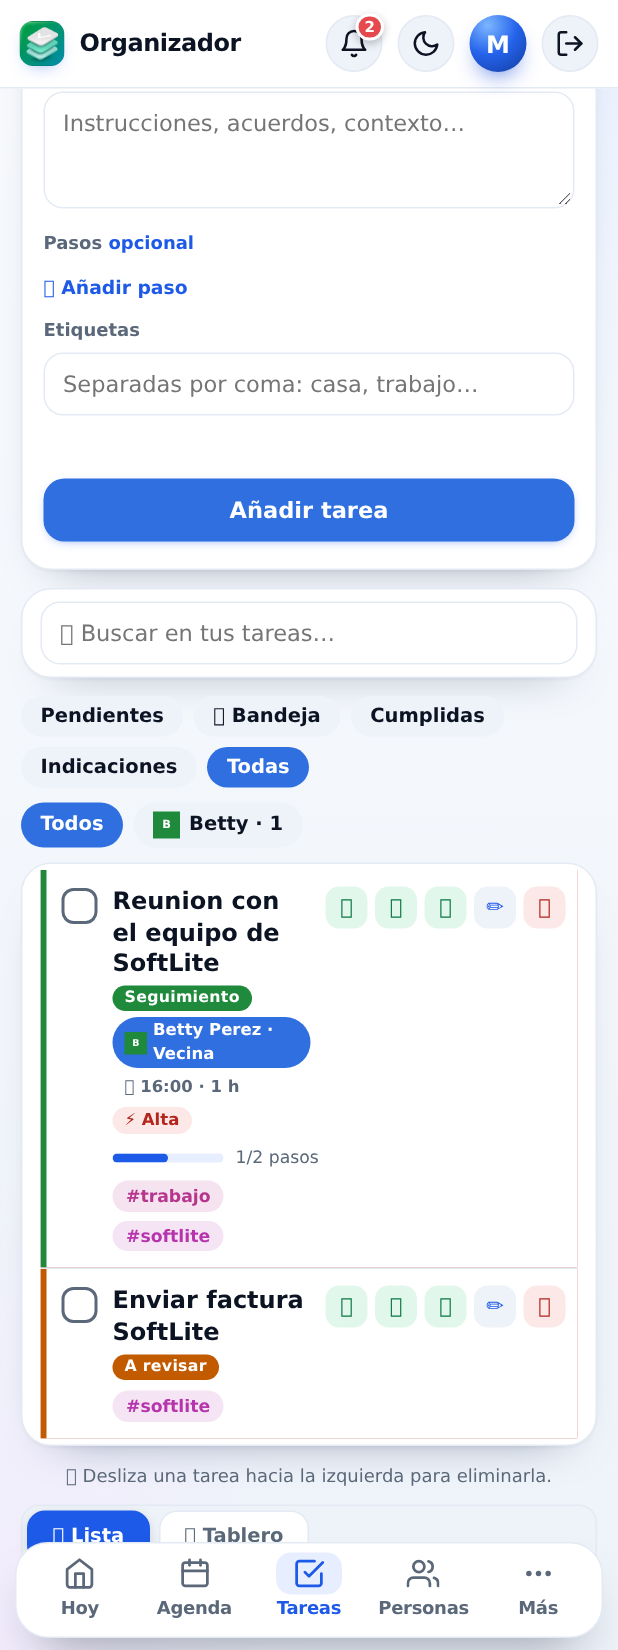 Organizador
2
M
Instrucciones, acuerdos, contexto...
Pasos opcional
Añadir paso
Etiquetas
Separadas por coma: casa, trabajo...
Añadir tarea
Buscar en tus tareas...
Pendientes
Bandeja
Cumplidas
Indicaciones
Todas
Todos
B Betty · 1
Reunion con
el equipo de
SoftLite
Seguimiento
B Betty Perez ·
Vecina
16:00 · 1 h
⚡ Alta
1/2 pasos
#trabajo
#softlite
Enviar factura
SoftLite
A revisar
#softlite
Desliza una tarea hacia la izquierda para eliminarla.
Lista
Tablero
Hoy
Agenda
Tareas
Personas
Más